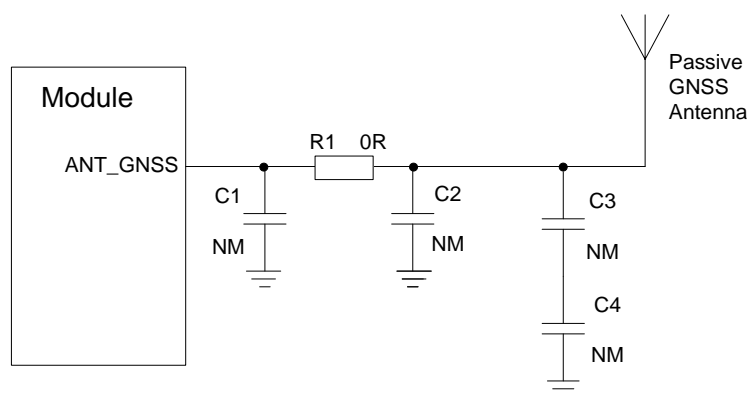 Module
ANT_GNSS
R1 0R
C1
NM
C2
NM
C3
NM
C4
NM
Passive
GNSS
Antenna